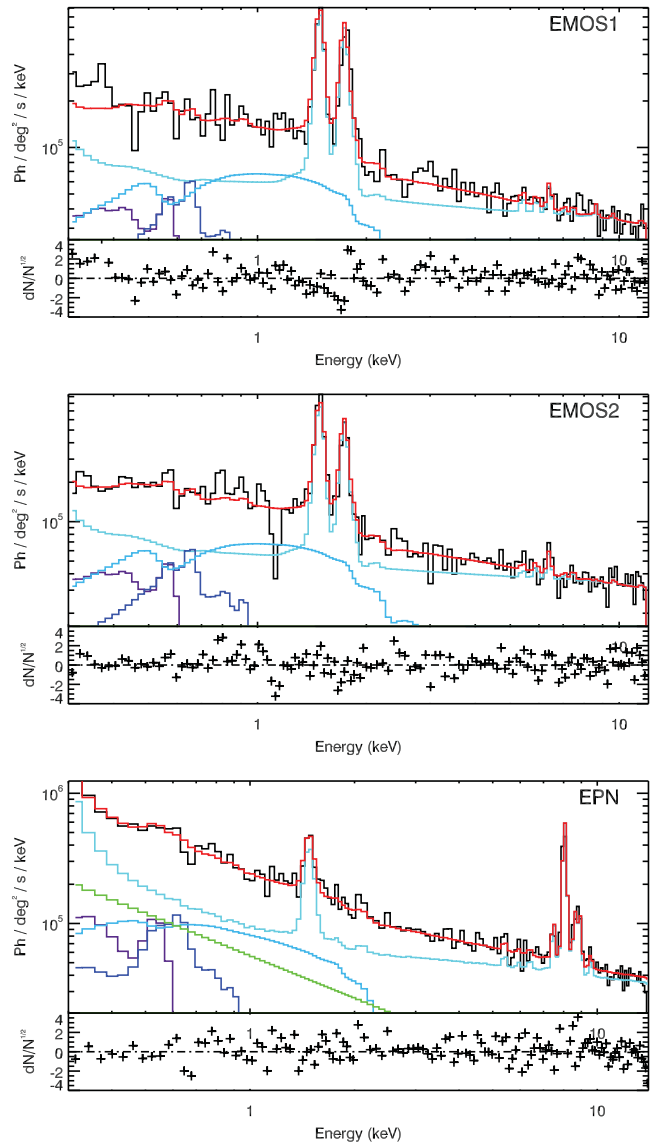 EMOS1
Ph / deg² / s / keV
10⁵
dN/N^1/2
4
2
0
-2
-4
1 10
1 10
Energy (keV)
EMOS2
Ph / deg² / s / keV
10⁵
dN/N^1/2
4
2
0
-2
-4
1 10
1 10
Energy (keV)
EPN
Ph / deg² / s / keV
10⁶
10⁵
dN/N^1/2
4
2
0
-2
-4
1 10
1 10
Energy (keV)